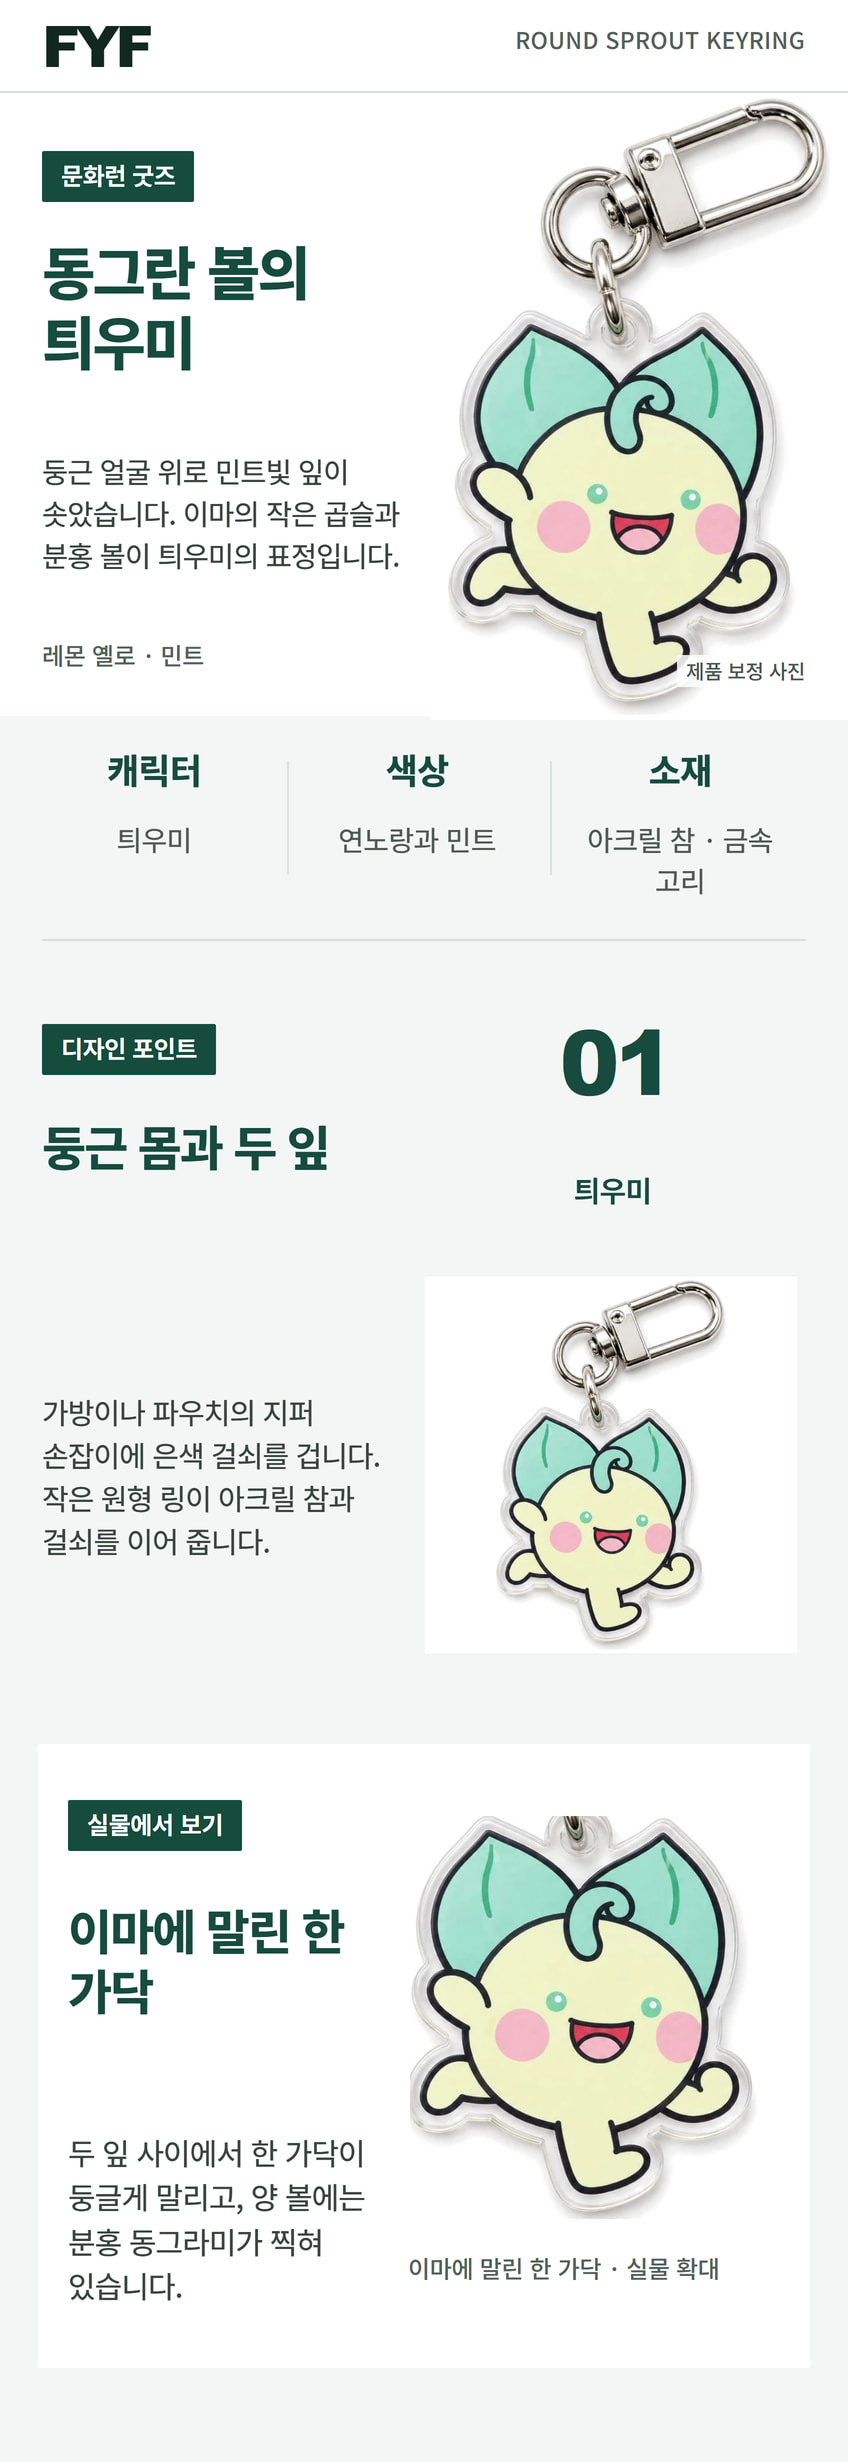 FYF
ROUND SPROUT KEYRING
문화런 굿즈
동그란 볼의
틔우미
둥근 얼굴 위로 민트빛 잎이
솟았습니다. 이마의 작은 곱슬과
분홍 볼이 틔우미의 표정입니다.
레몬 옐로 · 민트
제품 보정 사진
캐릭터
틔우미
색상
연노랑과 민트
소재
아크릴 참 · 금속
고리
디자인 포인트
둥근 몸과 두 잎
01
틔우미
가방이나 파우치의 지퍼
손잡이에 은색 걸쇠를 겁니다.
작은 원형 링이 아크릴 참과
걸쇠를 이어 줍니다.
실물에서 보기
이마에 말린 한
가닥
두 잎 사이에서 한 가닥이
둥글게 말리고, 양 볼에는
분홍 동그라미가 찍혀
있습니다.
이마에 말린 한 가닥 · 실물 확대